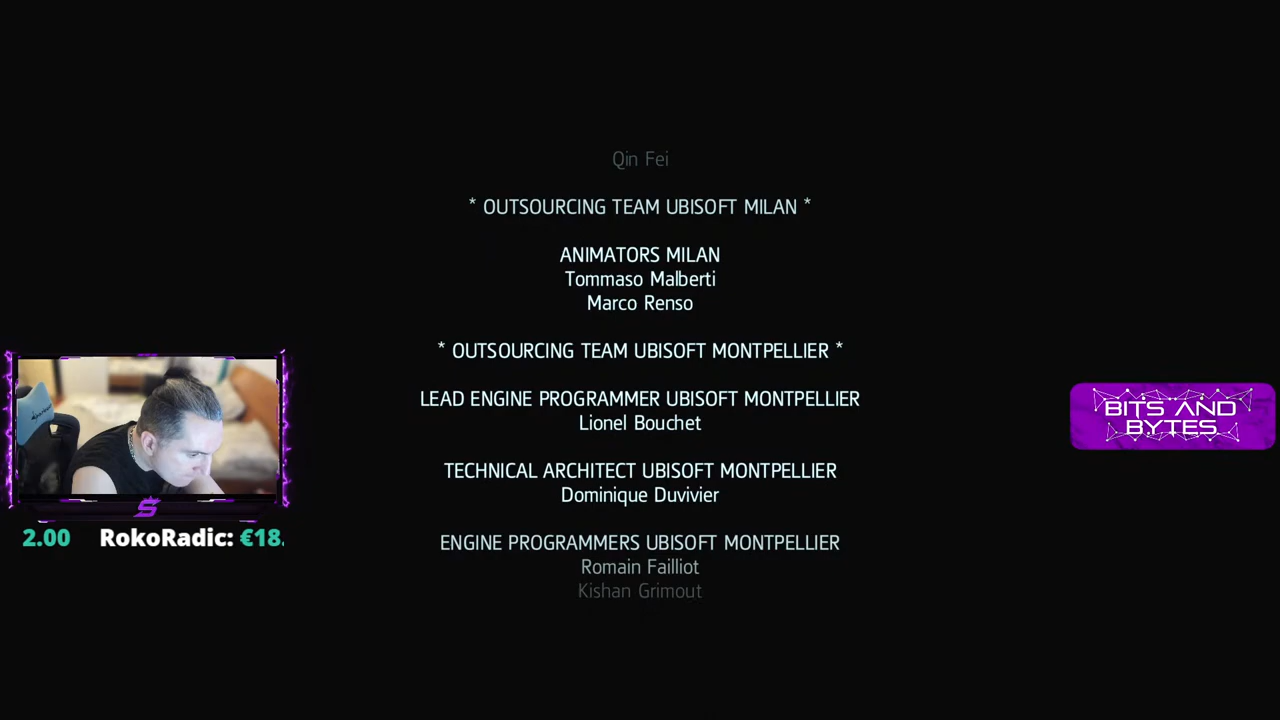 Qin Fei
* OUTSOURCING TEAM UBISOFT MILAN *
ANIMATORS MILAN
Tommaso Malberti
Marco Renso
* OUTSOURCING TEAM UBISOFT MONTPELLIER *
LEAD ENGINE PROGRAMMER UBISOFT MONTPELLIER
Lionel Bouchet
TECHNICAL ARCHITECT UBISOFT MONTPELLIER
Dominique Duvivier
ENGINE PROGRAMMERS UBISOFT MONTPELLIER
Romain Failliot
Kishan Grimout
BITS AND
BYTES
S
2.00 RokoRadic: €18.